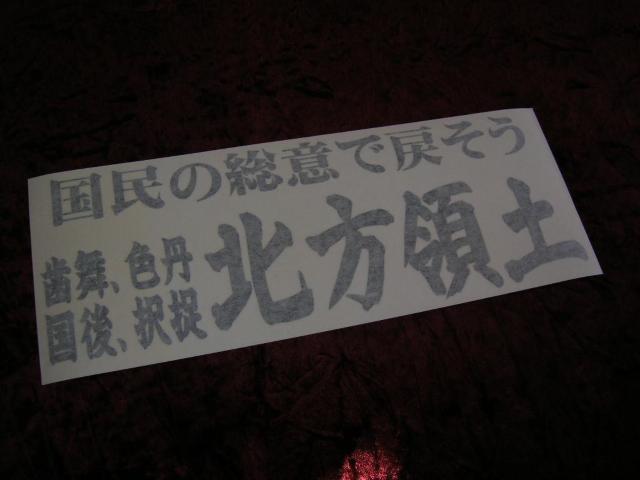 国民の総意で戻そう
歯舞、色丹
国後、択捉
北方領土